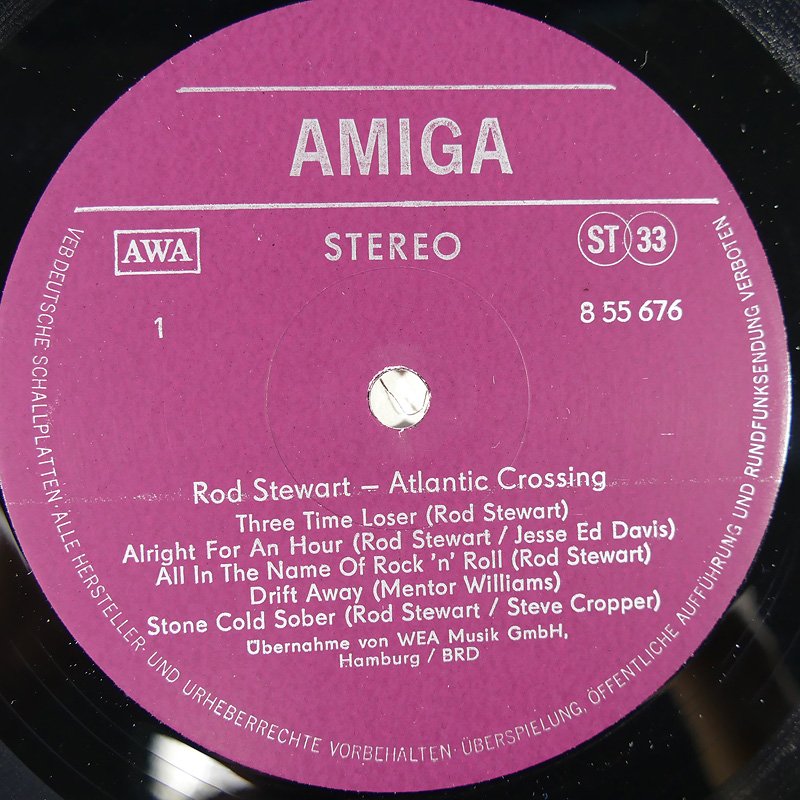 AMIGA
AWA
STEREO
ST 33
1
8 55 676
Rod Stewart – Atlantic Crossing
Three Time Loser (Rod Stewart)
Alright For An Hour (Rod Stewart / Jesse Ed Davis)
All In The Name Of Rock 'n' Roll (Rod Stewart)
Drift Away (Mentor Williams)
Stone Cold Sober (Rod Stewart / Steve Cropper)
Übernahme von WEA Musik GmbH,
Hamburg / BRD
VEB DEUTSCHE SCHALLPLATTEN · ALLE HERSTELLER- UND URHEBERRECHTE VORBEHALTEN · ÜBERSPIELUNG, ÖFFENTLICHE AUFFÜHRUNG UND RUNDFUNKSENDUNG VERBOTEN